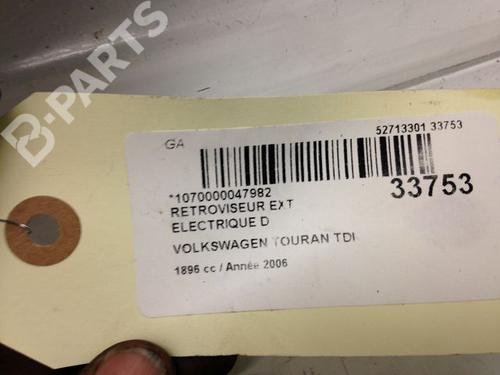 B-PARTS
GA
52713301 33753
*1070000047982
33753
RETROVISEUR EXT
ELECTRIQUE D
VOLKSWAGEN TOURAN TDI
1896 cc / Année 2006